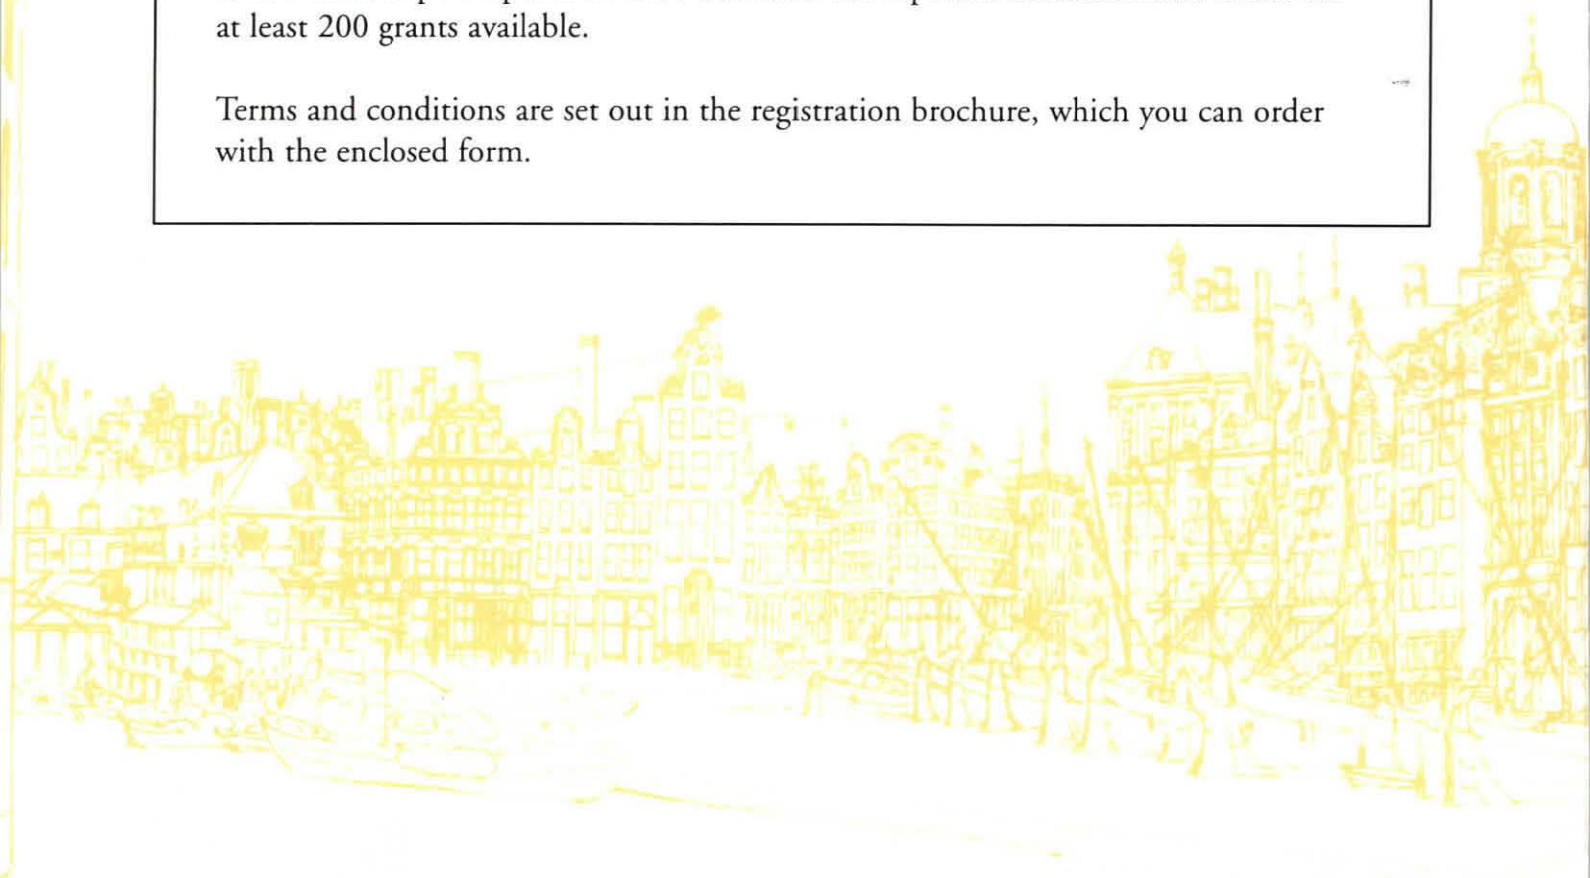 at least 200 grants available.
Terms and conditions are set out in the registration brochure, which you can order
with the enclosed form.